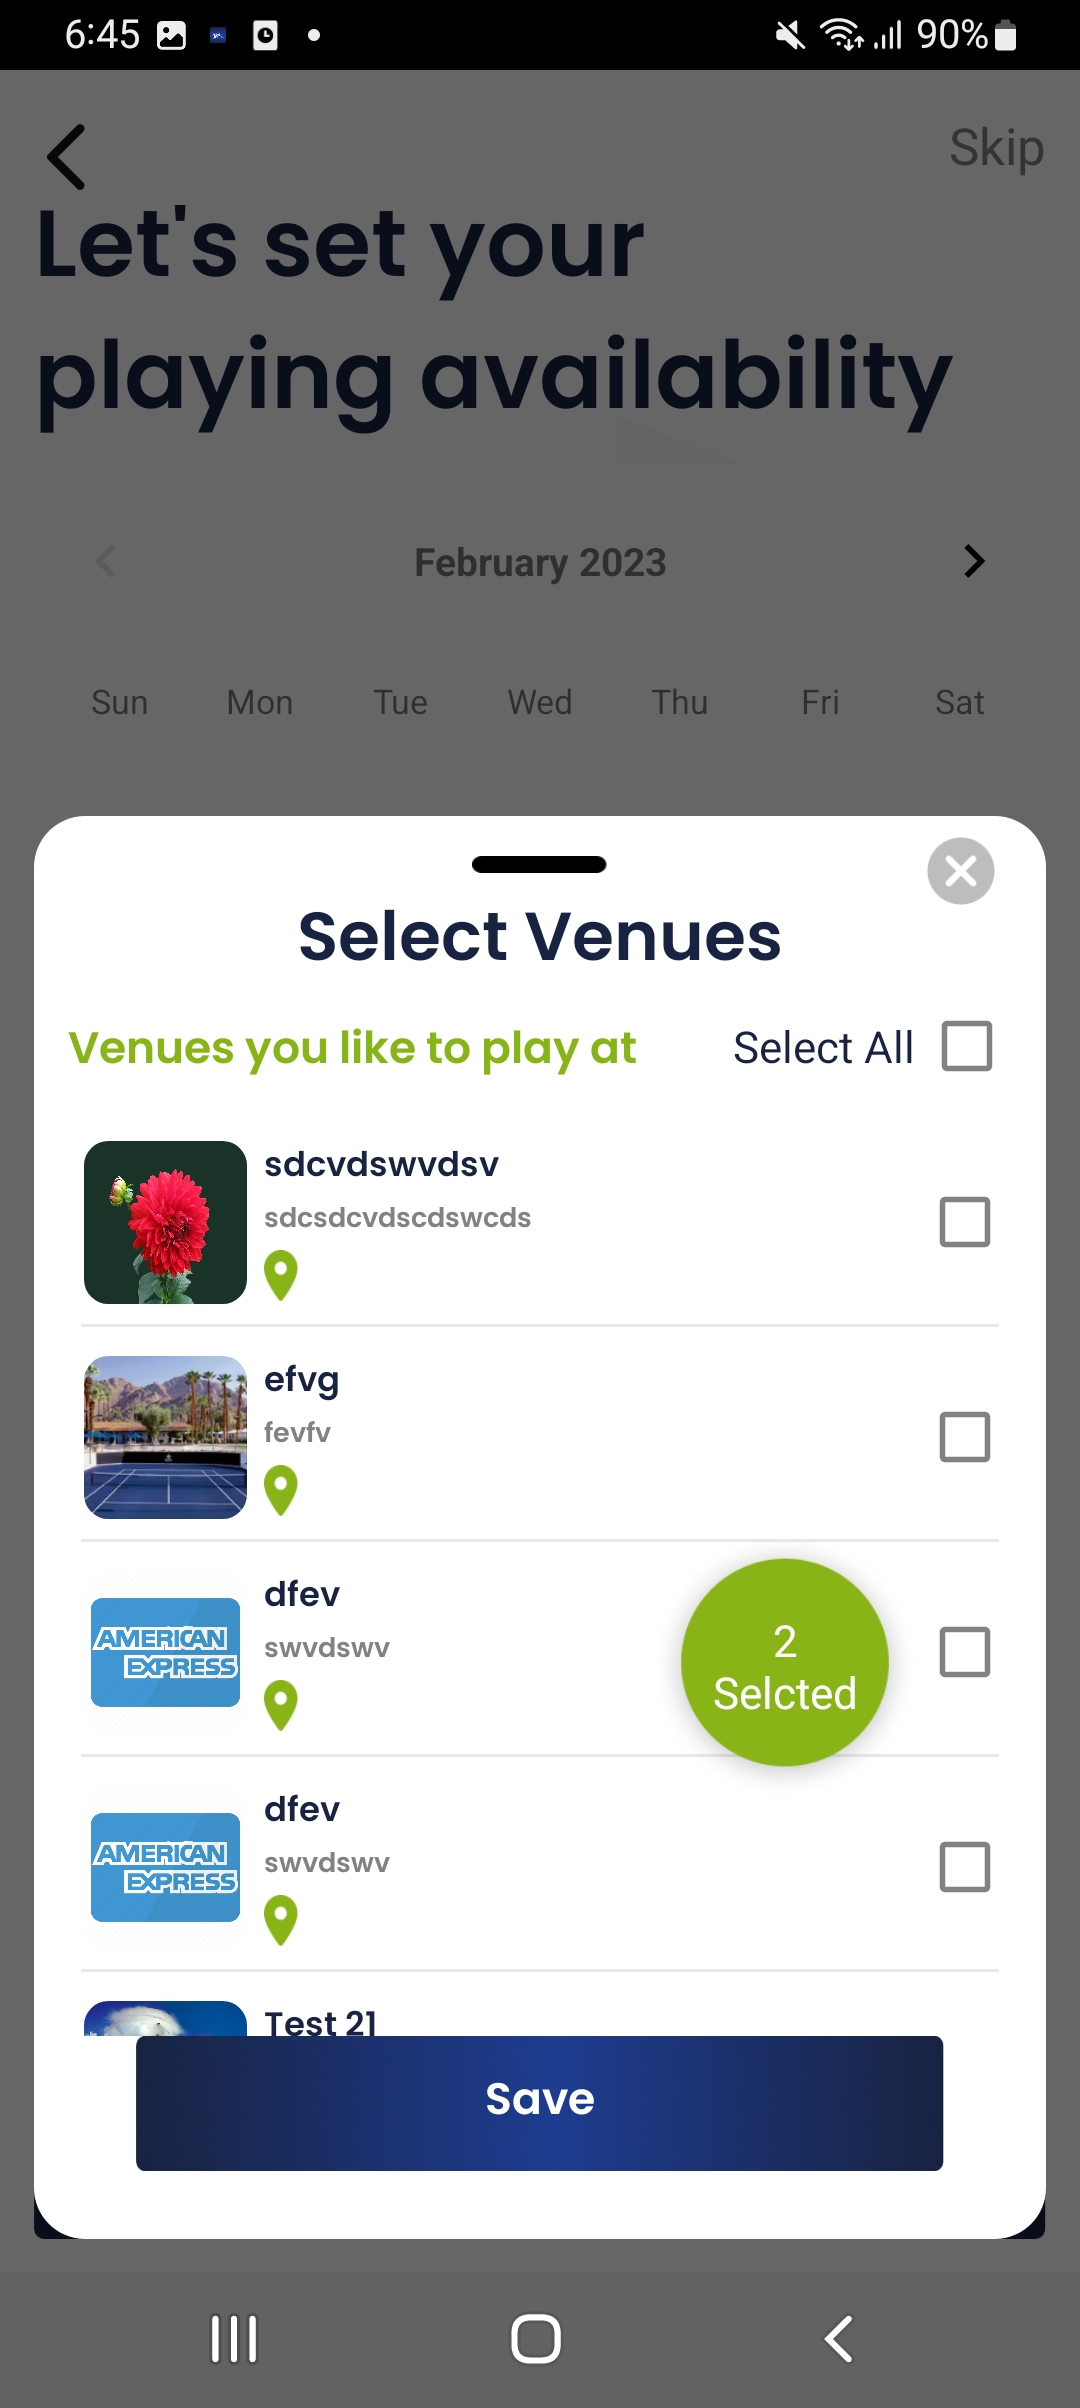 6:45
90%
Skip
Let's set your
playing availability
February 2023
Sun Mon Tue Wed Thu Fri Sat
Select Venues
Venues you like to play at Select All
sdcvdswvdsv
sdcsdcvdscdswcds
efvg
fevfv
dfev
swvdswv
AMERICAN
EXPRESS
2
Selcted
dfev
swvdswv
AMERICAN
EXPRESS
Test 21
Save